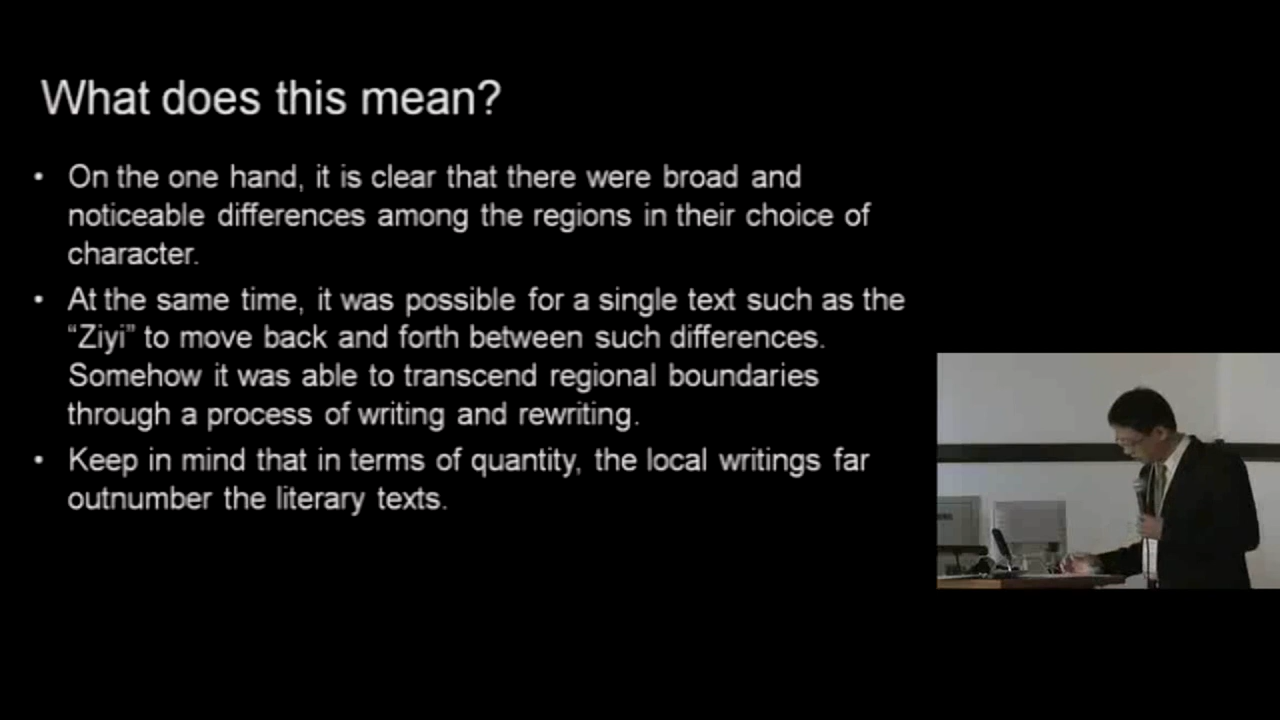 What does this mean?
• On the one hand, it is clear that there were broad and
noticeable differences among the regions in their choice of
character.
• At the same time, it was possible for a single text such as the
“Ziyi” to move back and forth between such differences.
Somehow it was able to transcend regional boundaries
through a process of writing and rewriting.
• Keep in mind that in terms of quantity, the local writings far
outnumber the literary texts.